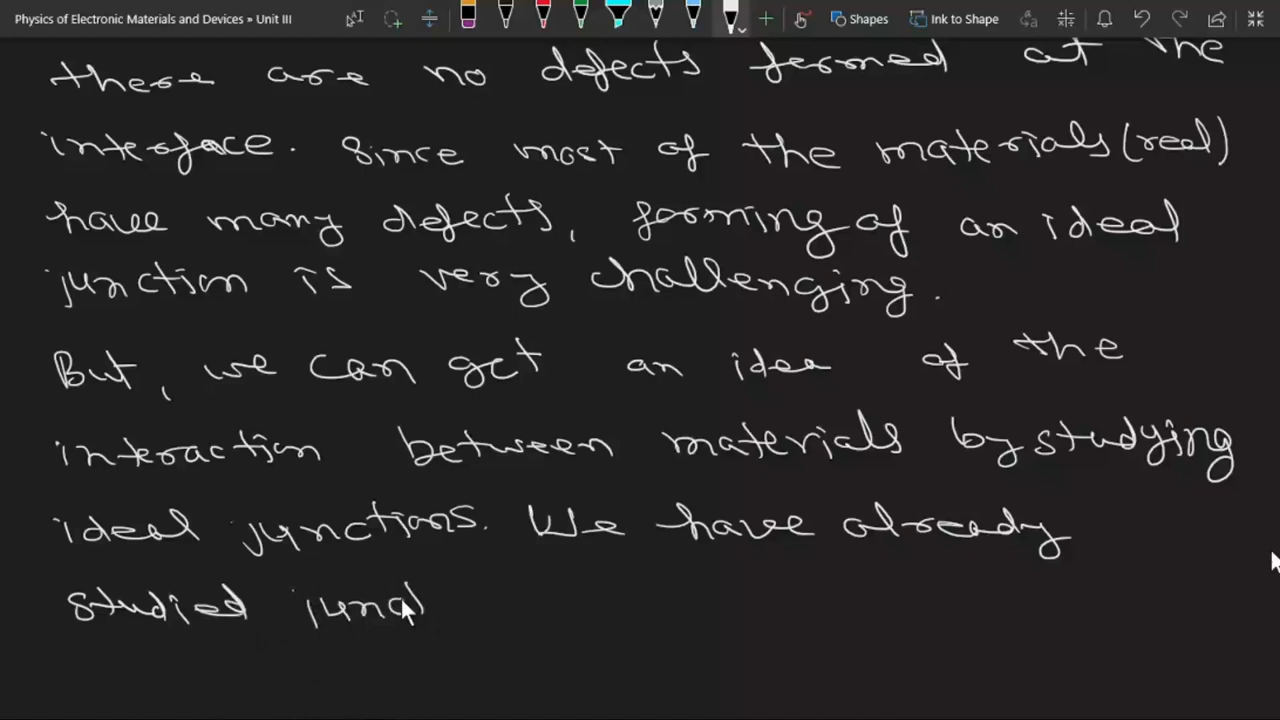 Physics of Electronic Materials and Devices » Unit III
Shapes
Ink to Shape
there are no defects formed at the
interface. Since most of the materials (real)
have many defects, forming of an ideal
junction is very challenging.
But, we can get an idea of the
interaction between materials by studying
ideal junctions. We have already
studied junc